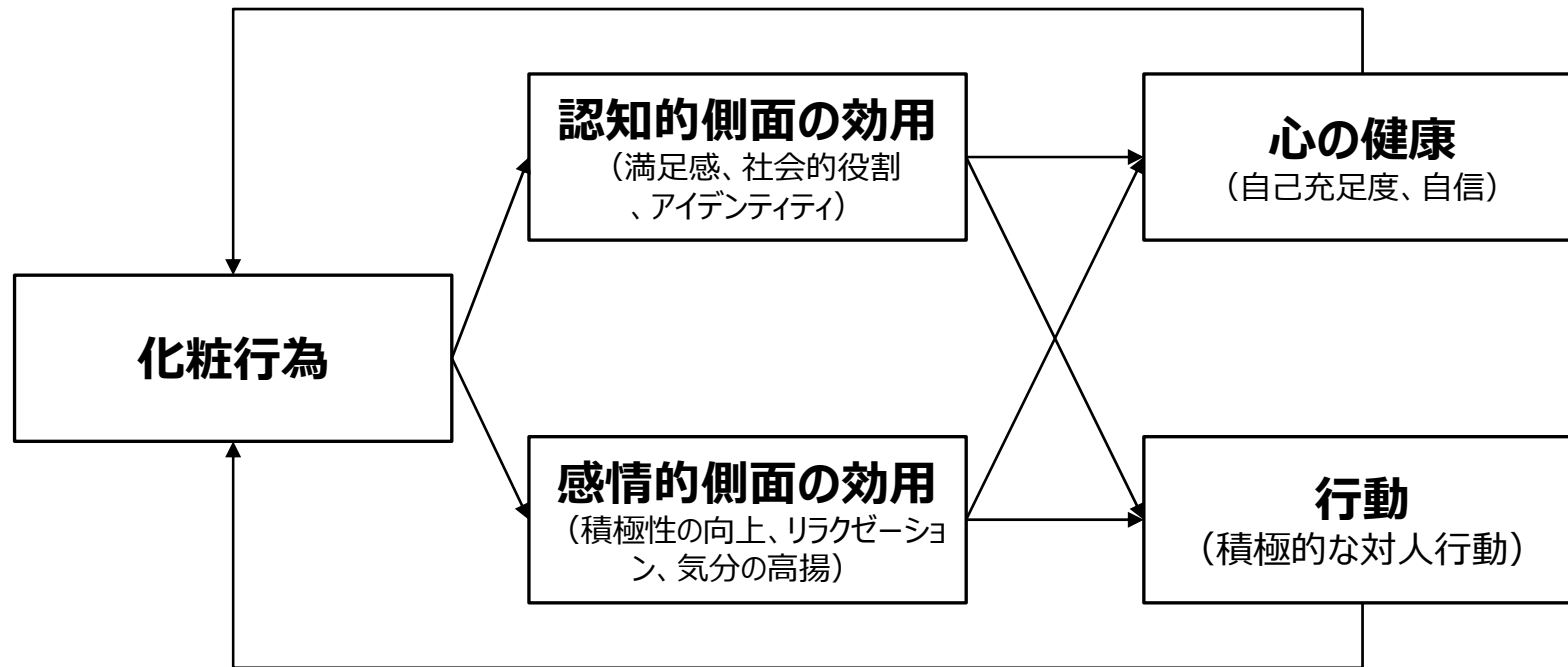 認知的側面の効用
（満足感、社会的役割
、アイデンティティ）
心の健康
（自己充足度、自信）
化粧行為
感情的側面の効用
（積極性の向上、リラクゼーショ
ン、気分の高揚）
行動
（積極的な対人行動）